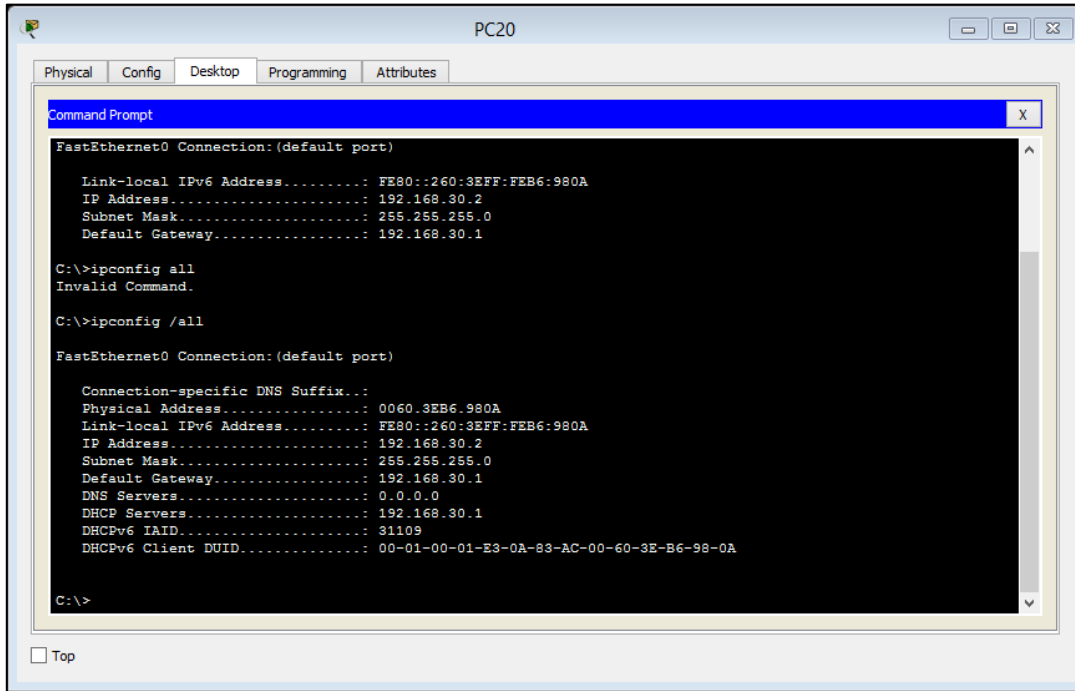 PC20
Physical Config Desktop Programming Attributes
Command Prompt X
FastEthernet0 Connection:(default port)
Link-local IPv6 Address.........: FE80::260:3EFF:FEB6:980A
IP Address......................: 192.168.30.2
Subnet Mask.....................: 255.255.255.0
Default Gateway.................: 192.168.30.1
C:\>ipconfig all
Invalid Command.
C:\>ipconfig /all
FastEthernet0 Connection:(default port)
Connection-specific DNS Suffix..:
Physical Address................: 0060.3EB6.980A
Link-local IPv6 Address.........: FE80::260:3EFF:FEB6:980A
IP Address......................: 192.168.30.2
Subnet Mask.....................: 255.255.255.0
Default Gateway.................: 192.168.30.1
DNS Servers.....................: 0.0.0.0
DHCP Servers....................: 192.168.30.1
DHCPv6 IAID.....................: 31109
DHCPv6 Client DUID..............: 00-01-00-01-E3-0A-83-AC-00-60-3E-B6-98-0A
C:\>
Top